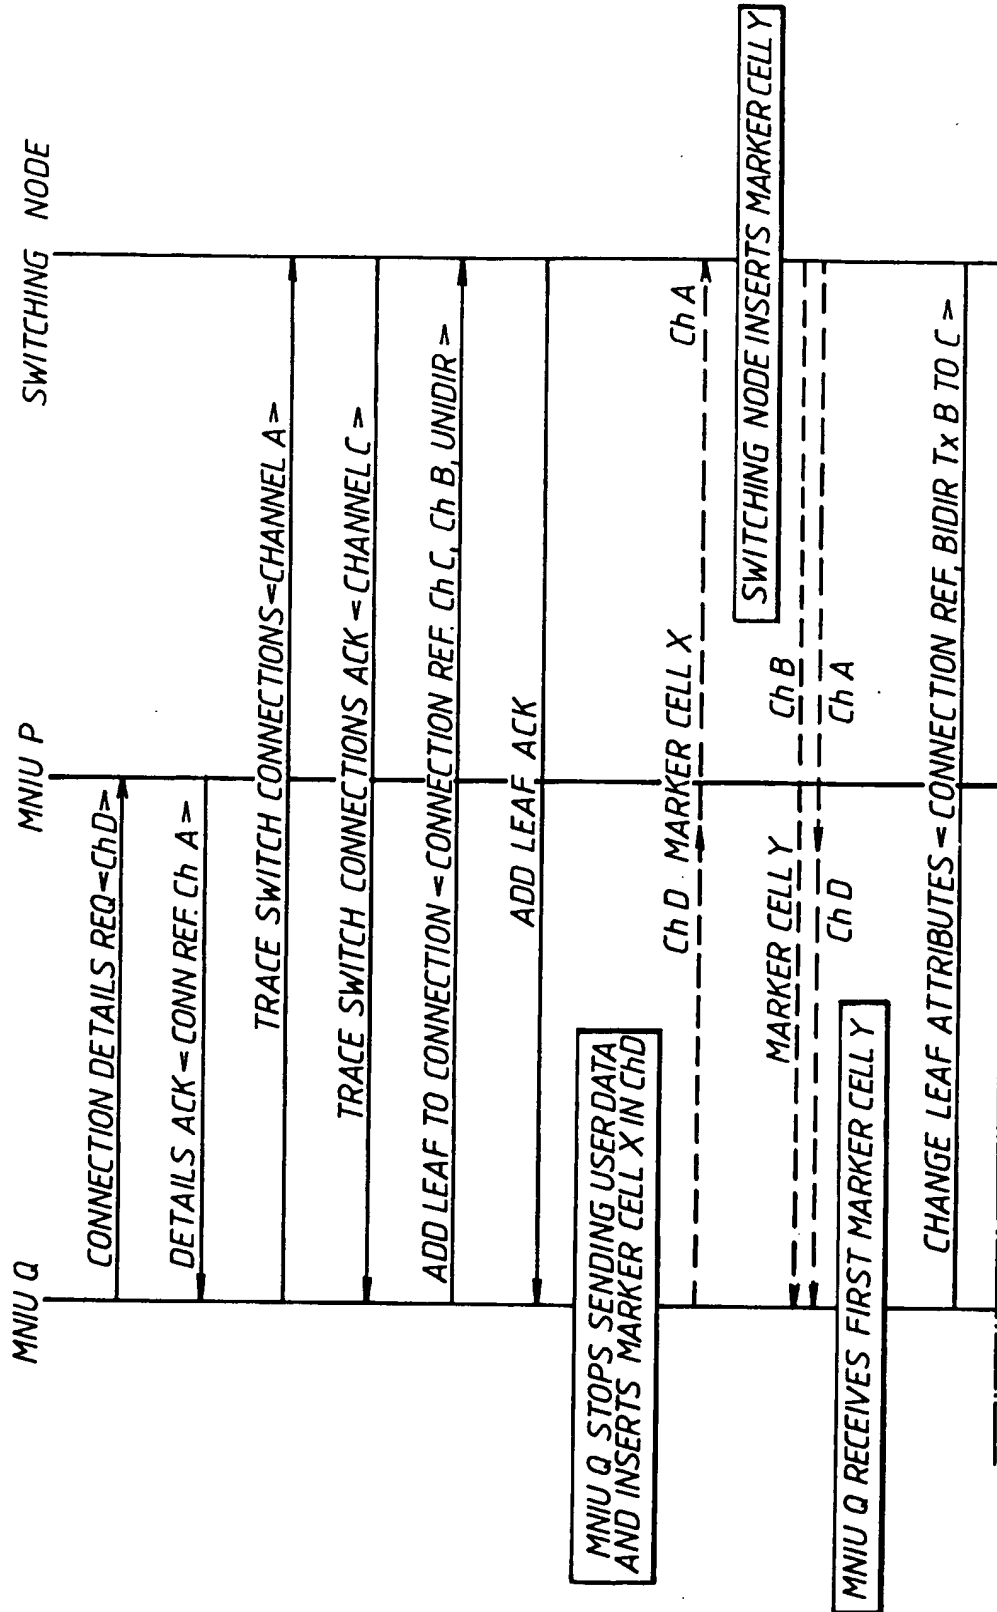 MNIU Q
MNIU P
SWITCHING NODE
CONNECTION DETAILS REQ<ChD>
DETAILS ACK<CONN REF. Ch A>
TRACE SWITCH CONNECTIONS<CHANNEL A>
TRACE SWITCH CONNECTIONS ACK<CHANNEL C>
ADD LEAF TO CONNECTION<CONNECTION REF. Ch C, Ch B, UNIDIR>
ADD LEAF ACK
MNIU Q STOPS SENDING USER DATA
AND INSERTS MARKER CELL X IN ChD
Ch D MARKER CELL X
Ch A
SWITCHING NODE INSERTS MARKER CELL Y
MARKER CELL Y
Ch B
Ch D
Ch A
MNIU Q RECEIVES FIRST MARKER CELL Y
CHANGE LEAF ATTRIBUTES<CONNECTION REF, BIDIR Tx B TO C>